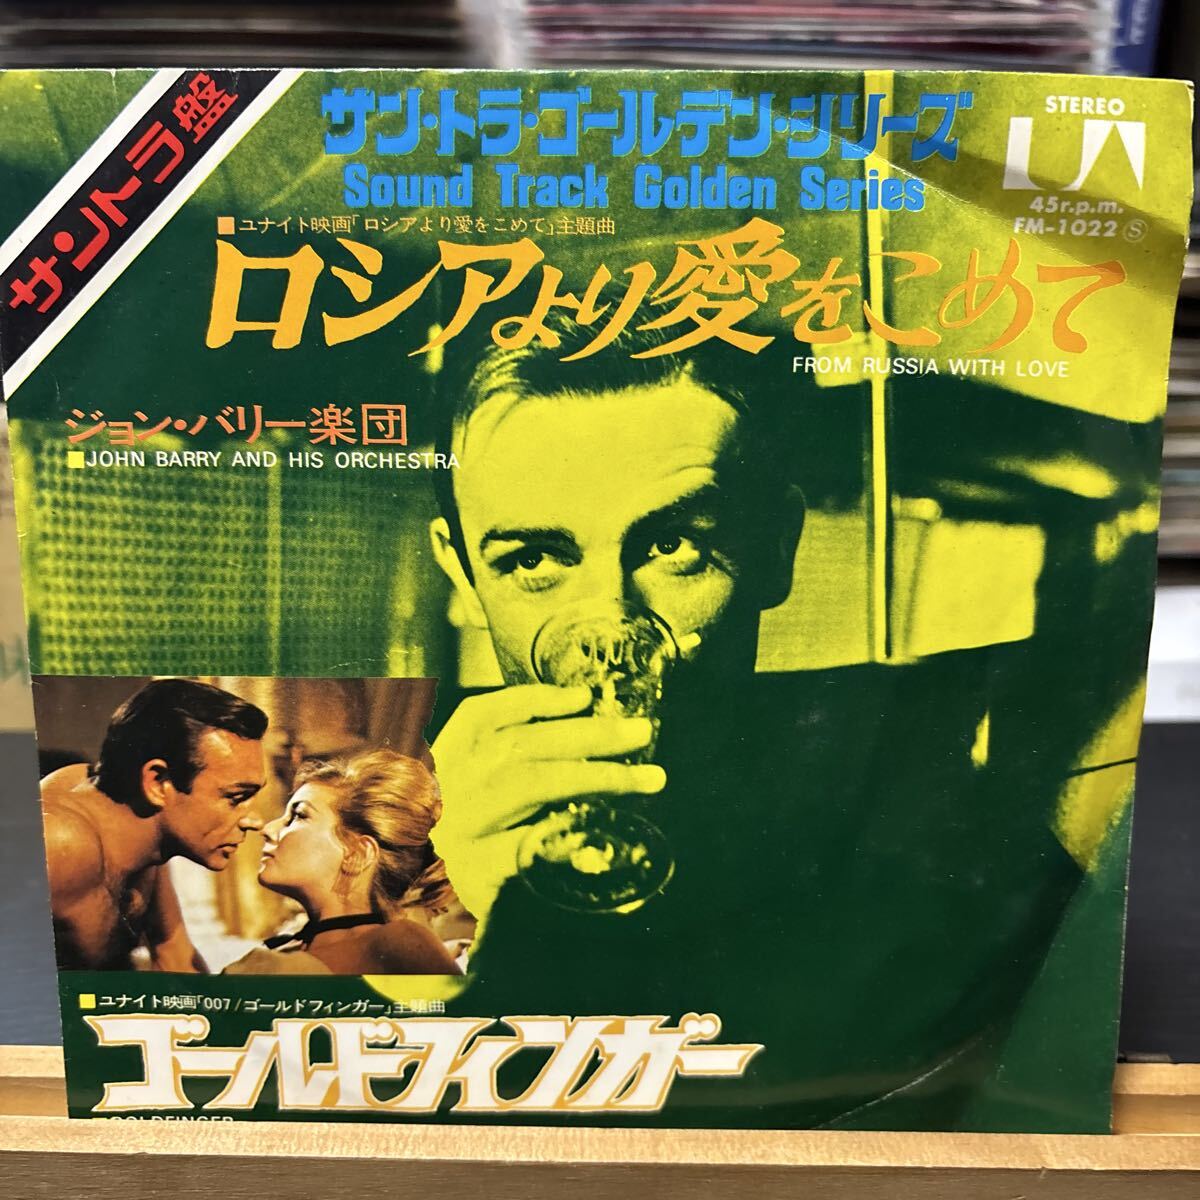 サントラ盤
サン・トラ・ゴールデン・シリーズ
Sound Track Golden Series
STEREO
UA
45r.p.m.
FM-1022 Ⓢ
■ユナイト映画「ロシアより愛をこめて」主題曲
ロシアより愛をこめて
FROM RUSSIA WITH LOVE
ジョン・バリー楽団
■JOHN BARRY AND HIS ORCHESTRA
■ユナイト映画「007/ゴールドフィンガー」主題曲
ゴールドフィンガー
■GOLDFINGER